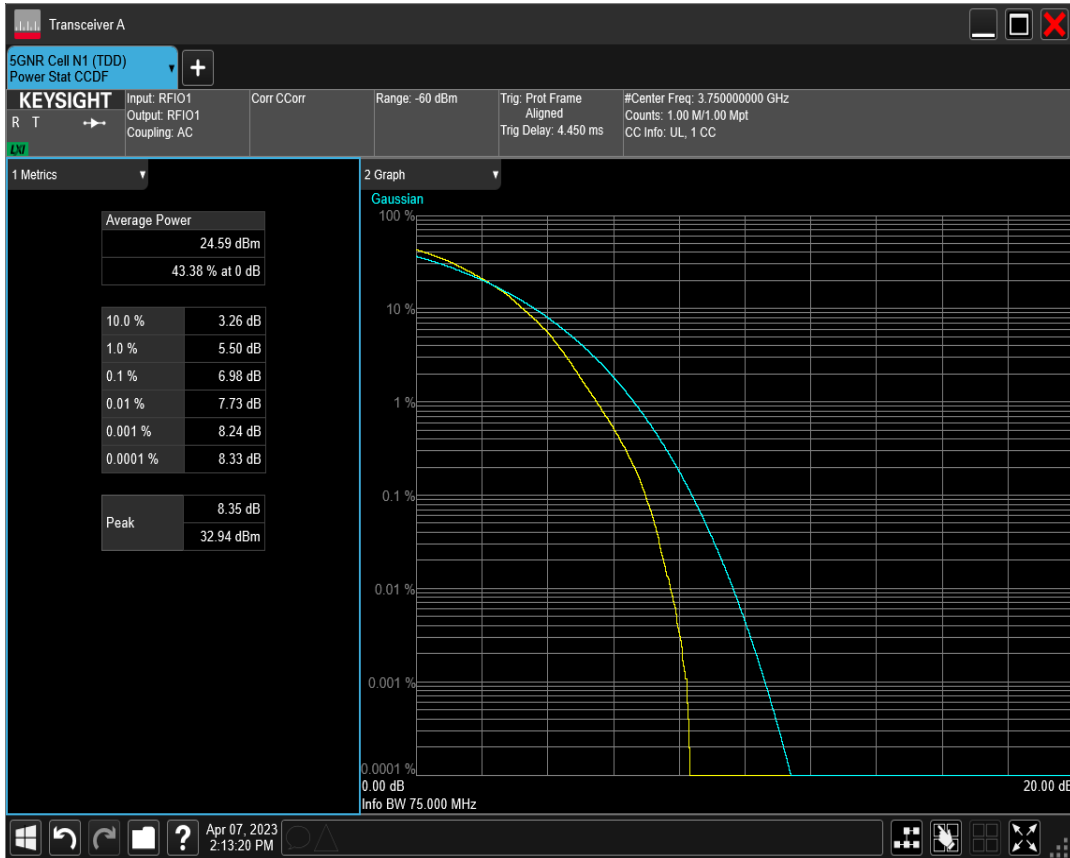 Transceiver A
5GNR Cell N1 (TDD)
Power Stat CCDF
+
KEYSIGHT
R T
LXI
Input: RFIO1
Output: RFIO1
Coupling: AC
Corr CCorr
Range: -60 dBm
Trig: Prot Frame
Aligned
Trig Delay: 4.450 ms
#Center Freq: 3.750000000 GHz
Counts: 1.00 M/1.00 Mpt
CC Info: UL, 1 CC
1 Metrics
Average Power
24.59 dBm
43.38 % at 0 dB
10.0 % 3.26 dB
1.0 % 5.50 dB
0.1 % 6.98 dB
0.01 % 7.73 dB
0.001 % 8.24 dB
0.0001 % 8.33 dB
Peak 8.35 dB
32.94 dBm
2 Graph
Gaussian
100 %
10 %
1 %
0.1 %
0.01 %
0.001 %
0.0001 %
0.00 dB 20.00 dB
Info BW 75.000 MHz
?
Apr 07, 2023
2:13:20 PM